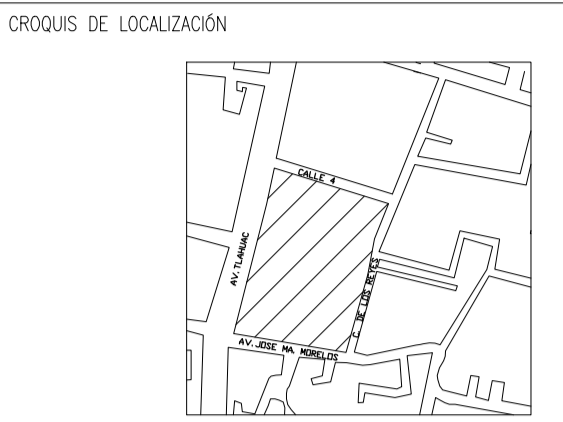 CROQUIS DE LOCALIZACIÓN
CALLE 4
AV. TLAHUAC
C. DE LOS REYES
AV. JOSE MA. MORELOS